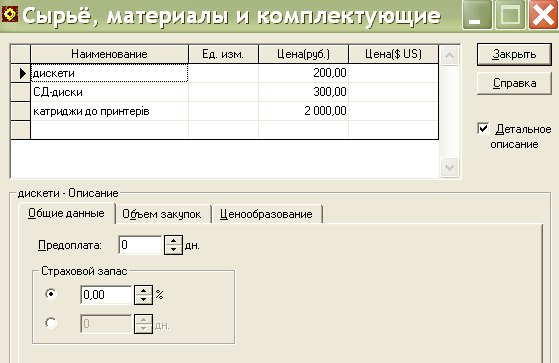 Сырьё, материалы и комплектующие
Наименование Ед. изм. Цена(руб.) Цена($ US)
дискети 200,00
СД-диски 300,00
катриджи до принтерів 2 000,00
Закрыть
Справка
Детальное
описание
дискети - Описание
Общие данные Объем закупок Ценообразование
Предоплата: 0 дн.
Страховой запас
0,00 %
0 дн.